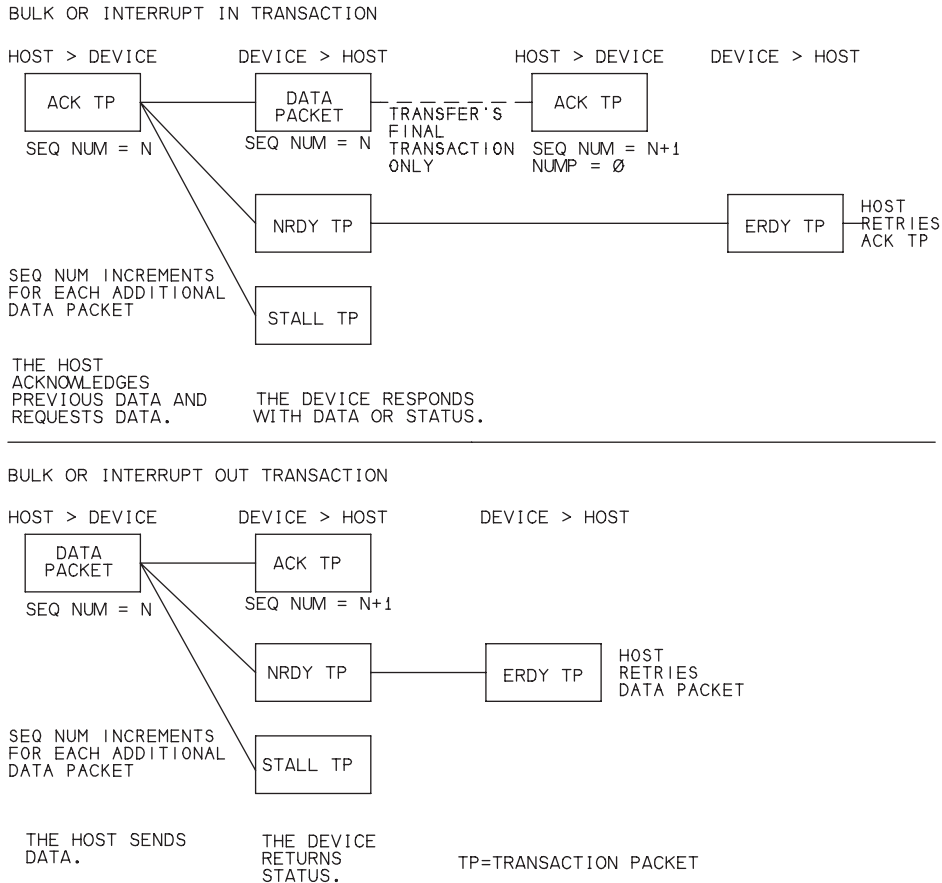 BULK OR INTERRUPT IN TRANSACTION
HOST > DEVICE
DEVICE > HOST
HOST > DEVICE
DEVICE > HOST
ACK TP
SEQ NUM = N
DATA
PACKET
SEQ NUM = N
TRANSFER'S
FINAL
TRANSACTION
ONLY
ACK TP
SEQ NUM = N+1
NUMP = Ø
NRDY TP
ERDY TP
HOST
RETRIES
ACK TP
SEQ NUM INCREMENTS
FOR EACH ADDITIONAL
DATA PACKET
STALL TP
THE HOST
ACKNOWLEDGES
PREVIOUS DATA AND
REQUESTS DATA.
THE DEVICE RESPONDS
WITH DATA OR STATUS.
BULK OR INTERRUPT OUT TRANSACTION
HOST > DEVICE
DEVICE > HOST
DEVICE > HOST
DATA
PACKET
SEQ NUM = N
ACK TP
SEQ NUM = N+1
NRDY TP
ERDY TP
HOST
RETRIES
DATA PACKET
SEQ NUM INCREMENTS
FOR EACH ADDITIONAL
DATA PACKET
STALL TP
THE HOST SENDS
DATA.
THE DEVICE
RETURNS
STATUS.
TP=TRANSACTION PACKET